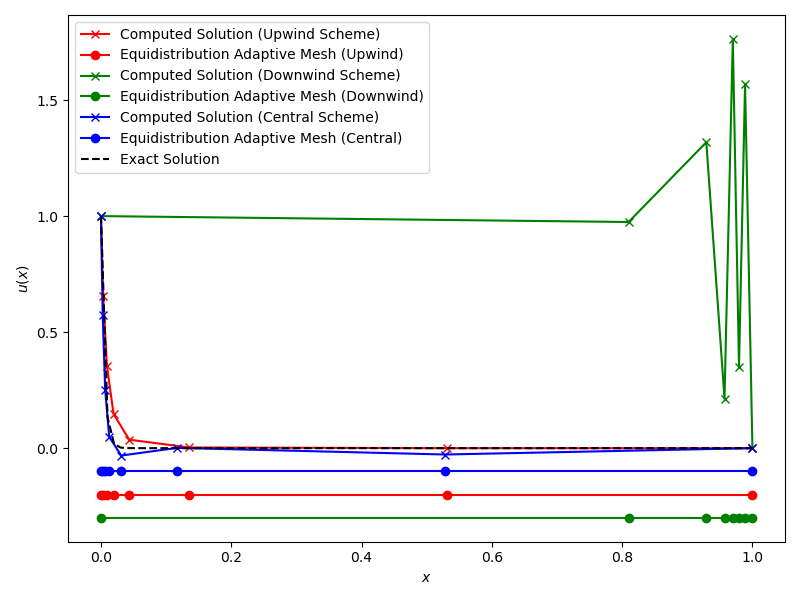 Computed Solution (Upwind Scheme)
Equidistribution Adaptive Mesh (Upwind)
Computed Solution (Downwind Scheme)
Equidistribution Adaptive Mesh (Downwind)
Computed Solution (Central Scheme)
Equidistribution Adaptive Mesh (Central)
Exact Solution
1.5
1.0
0.5
0.0
u(x)
0.0 0.2 0.4 0.6 0.8 1.0
x